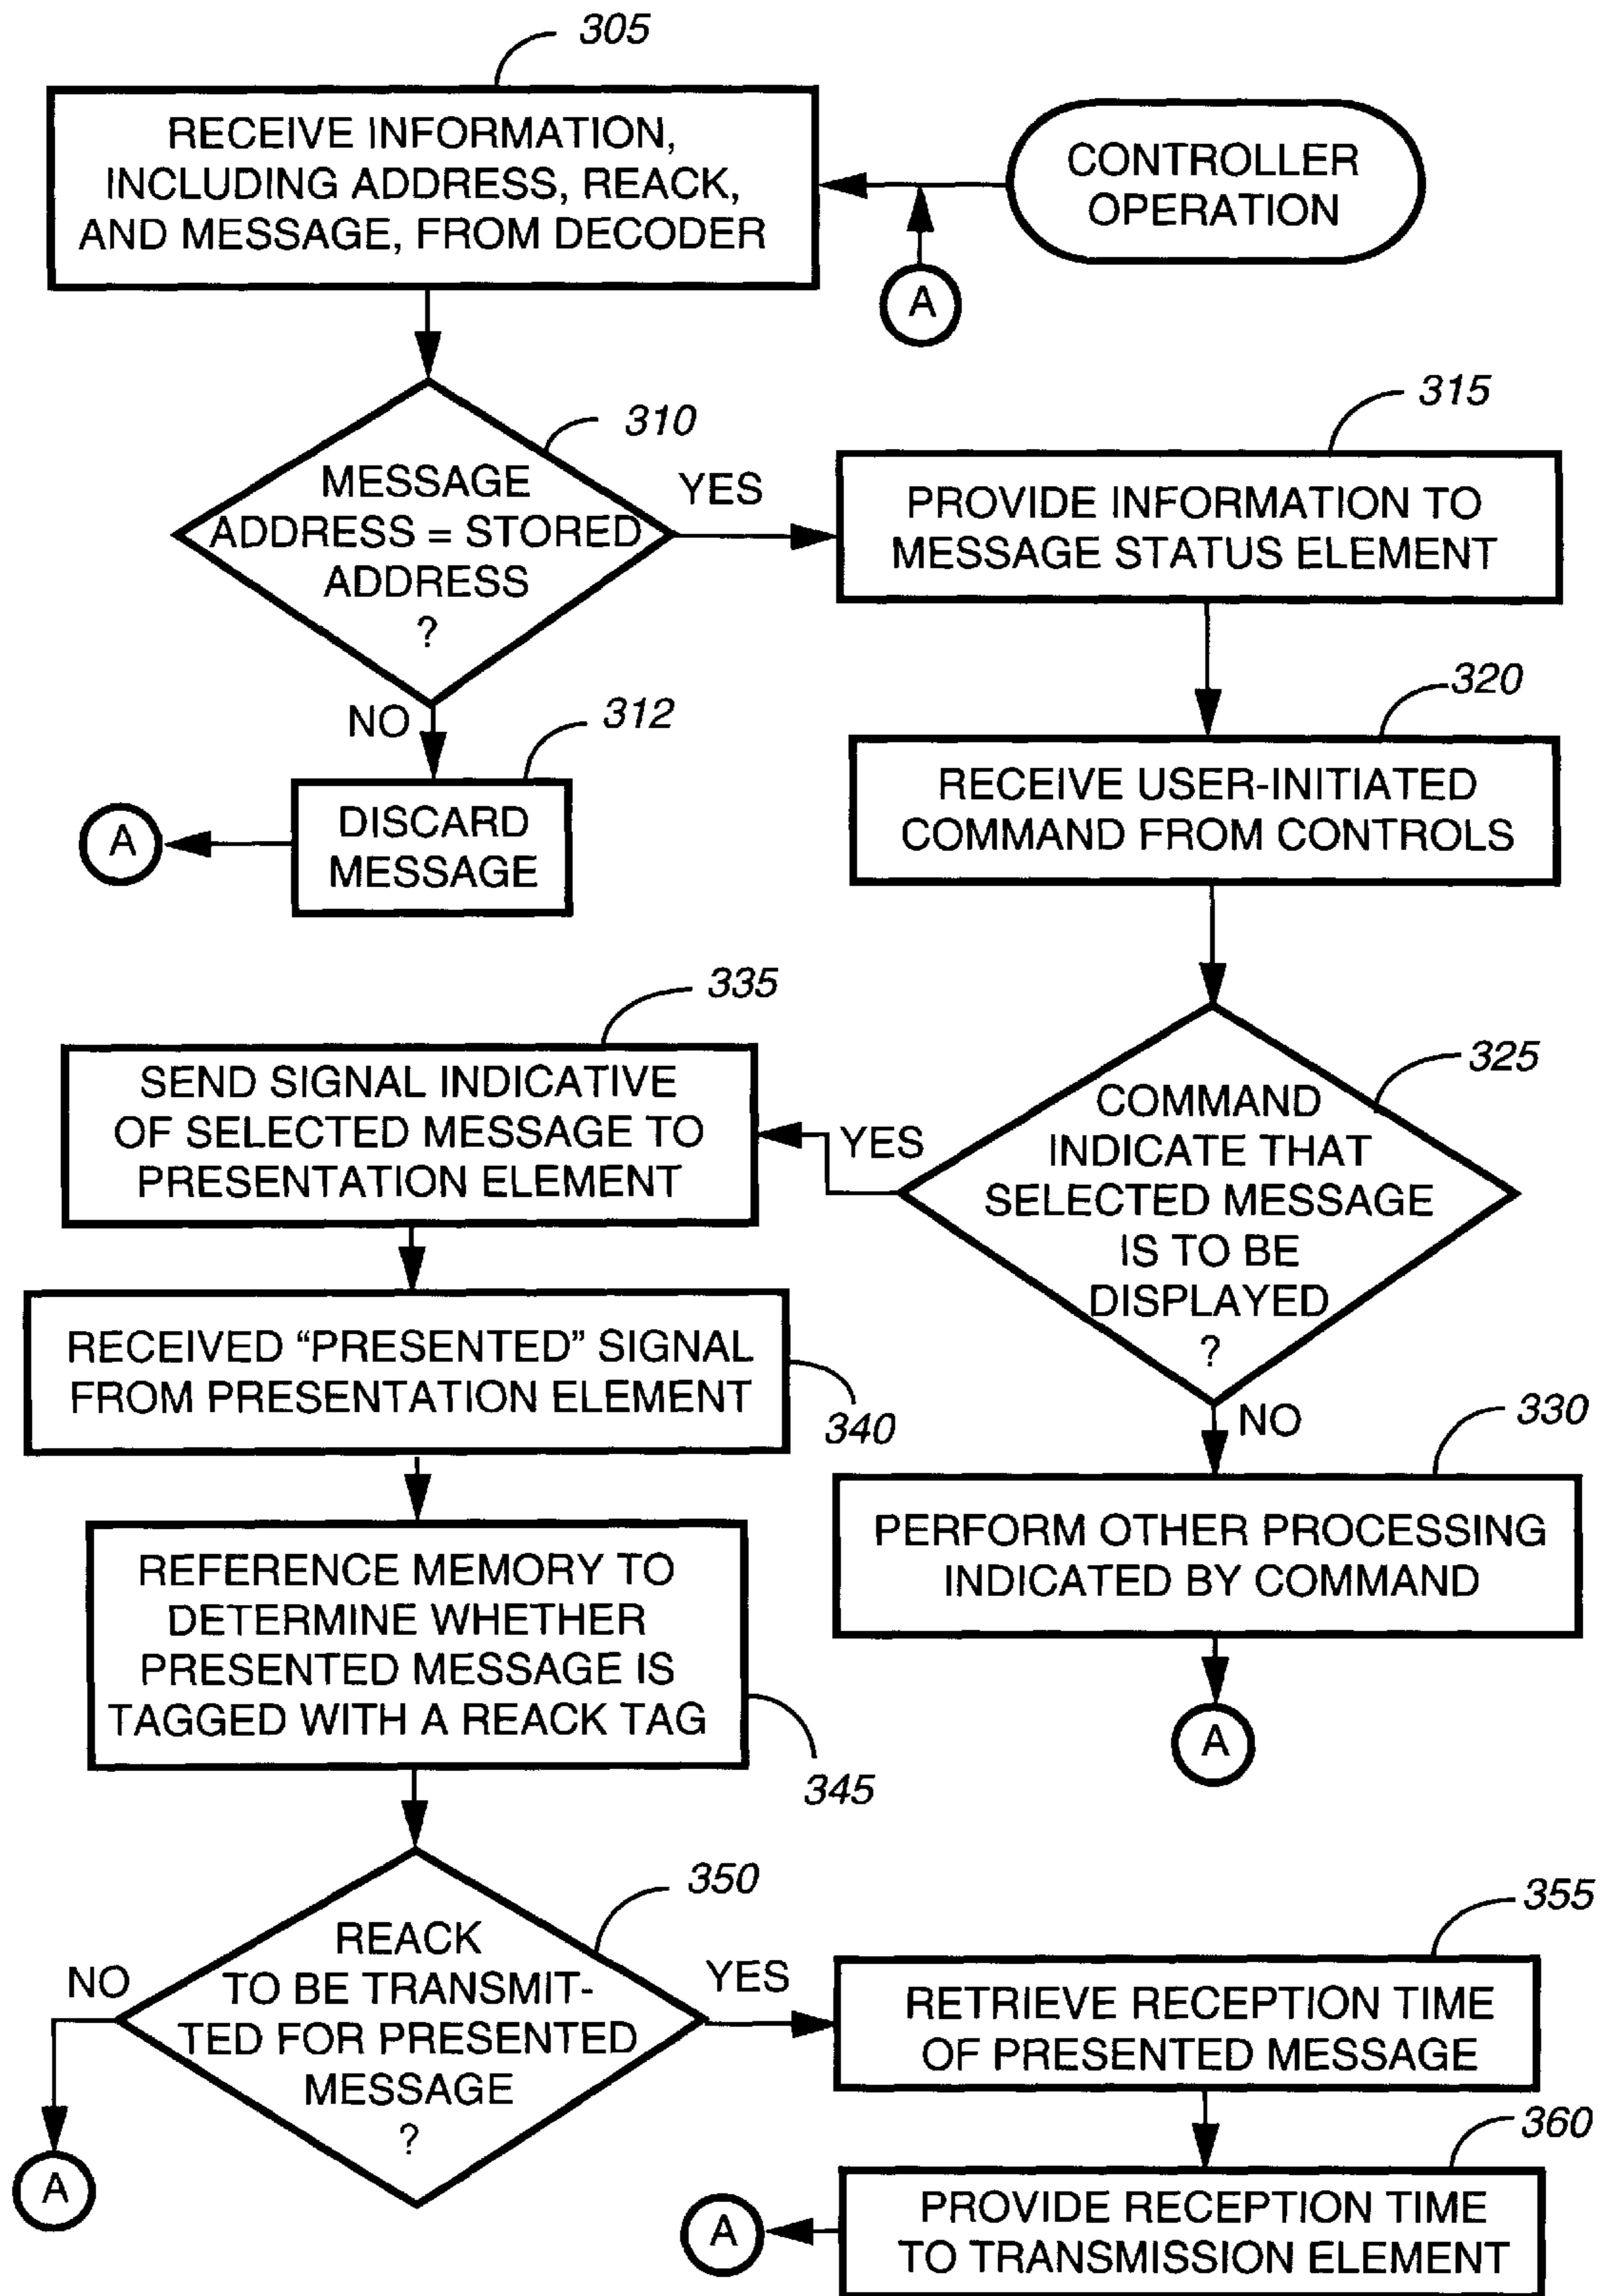 305
RECEIVE INFORMATION,
INCLUDING ADDRESS, REACK,
AND MESSAGE, FROM DECODER
CONTROLLER
OPERATION
A
310
MESSAGE
ADDRESS = STORED
ADDRESS
?
YES
315
PROVIDE INFORMATION TO
MESSAGE STATUS ELEMENT
NO
312
DISCARD
MESSAGE
A
320
RECEIVE USER-INITIATED
COMMAND FROM CONTROLS
325
COMMAND
INDICATE THAT
SELECTED MESSAGE
IS TO BE
DISPLAYED
?
YES
335
SEND SIGNAL INDICATIVE
OF SELECTED MESSAGE TO
PRESENTATION ELEMENT
RECEIVED “PRESENTED” SIGNAL
FROM PRESENTATION ELEMENT
340
NO
330
PERFORM OTHER PROCESSING
INDICATED BY COMMAND
A
REFERENCE MEMORY TO
DETERMINE WHETHER
PRESENTED MESSAGE IS
TAGGED WITH A REACK TAG
345
350
REACK
TO BE TRANSMIT-
TED FOR PRESENTED
MESSAGE
?
NO
A
YES
355
RETRIEVE RECEPTION TIME
OF PRESENTED MESSAGE
360
PROVIDE RECEPTION TIME
TO TRANSMISSION ELEMENT
A